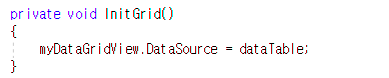 private void InitGrid()
{
    myDataGridView.DataSource = dataTable;
}